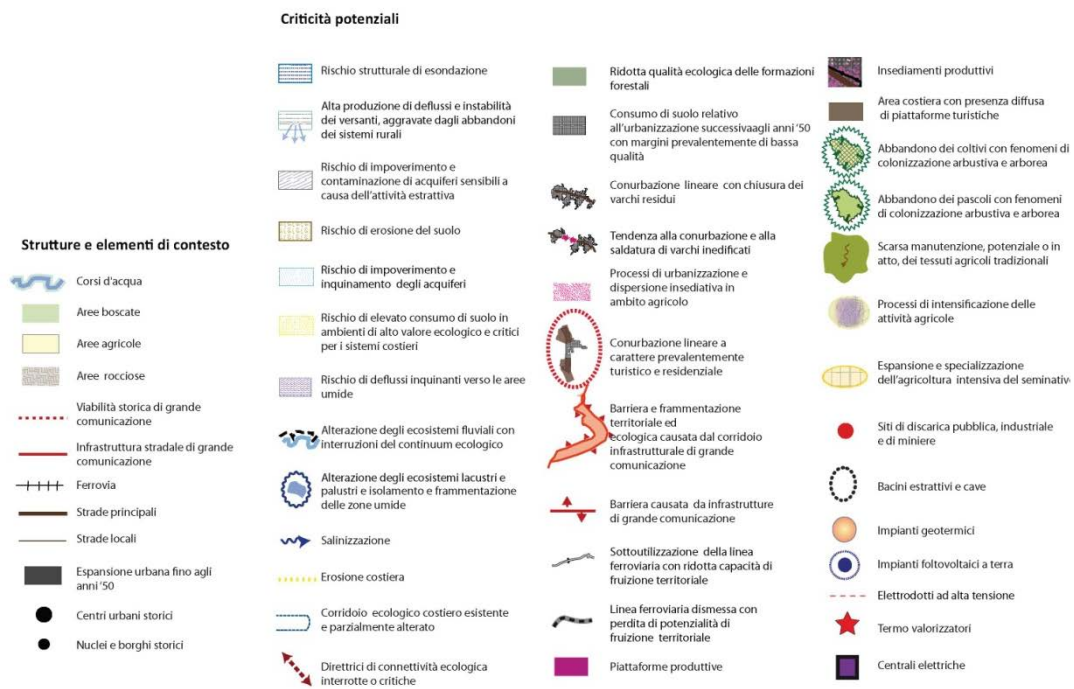 Criticità potenziali
Strutture e elementi di contesto
Corsi d'acqua
Aree boscate
Aree agricole
Aree rocciose
Viabilità storica di grande
comunicazione
Infrastruttura stradale di grande
comunicazione
Ferrovia
Strade principali
Strade locali
Espansione urbana fino agli
anni '50
Centri urbani storici
Nuclei e borghi storici
Rischio strutturale di esondazione
Alta produzione di deflussi e instabilità
dei versanti, aggravate dagli abbandoni
dei sistemi rurali
Rischio di impoverimento e
contaminazione di acquiferi sensibili a
causa dell'attività estrattiva
Rischio di erosione del suolo
Rischio di impoverimento e
inquinamento degli acquiferi
Rischio di elevato consumo di suolo in
ambienti di alto valore ecologico e critici
per i sistemi costieri
Rischio di deflussi inquinanti verso le aree
umide
Alterazione degli ecosistemi fluviali con
interruzioni del continuum ecologico
Alterazione degli ecosistemi lacustri e
palustri e isolamento e frammentazione
delle zone umide
Salinizzazione
Erosione costiera
Corridoio ecologico costiero esistente
e parzialmente alterato
Direttrici di connettività ecologica
interrotte o critiche
Ridotta qualità ecologica delle formazioni
forestali
Consumo di suolo relativo
all'urbanizzazione successivaagli anni '50
con margini prevalentemente di bassa
qualità
Conurbazione lineare con chiusura dei
varchi residui
Tendenza alla conurbazione e alla
saldatura di varchi inedificati
Processi di urbanizzazione e
dispersione insediativa in
ambito agricolo
Conurbazione lineare a
carattere prevalentemente
turistico e residenziale
Barriera e frammentazione
territoriale ed
ecologica causata dal corridoio
infrastrutturale di grande
comunicazione
Barriera causata da infrastrutture
di grande comunicazione
Sottoutilizzazione della linea
ferroviaria con ridotta capacità di
fruizione territoriale
Linea ferroviaria dismessa con
perdita di potenzialità di
fruizione territoriale
Piattaforme produttive
Insediamenti produttivi
Area costiera con presenza diffusa
di piattaforme turistiche
Abbandono dei coltivi con fenomeni di
colonizzazione arbustiva e arborea
Abbandono dei pascoli con fenomeni
di colonizzazione arbustiva e arborea
Scarsa manutenzione, potenziale o in
atto, dei tessuti agricoli tradizionali
Processi di intensificazione delle
attività agricole
Espansione e specializzazione
dell'agricoltura intensiva del seminativo
Siti di discarica pubblica, industriale
e di miniere
Bacini estrattivi e cave
Impianti geotermici
Impianti foltovoltaici a terra
Elettrodotti ad alta tensione
Termo valorizzatori
Centrali elettriche